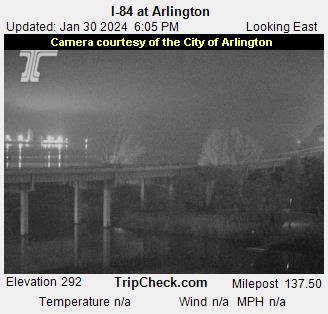 I-84 at Arlington
Updated: Jan 30 2024 6:05 PM Looking East
Camera courtesy of the City of Arlington
Elevation 292 TripCheck.com Milepost 137.50
Temperature n/a Wind n/a MPH n/a